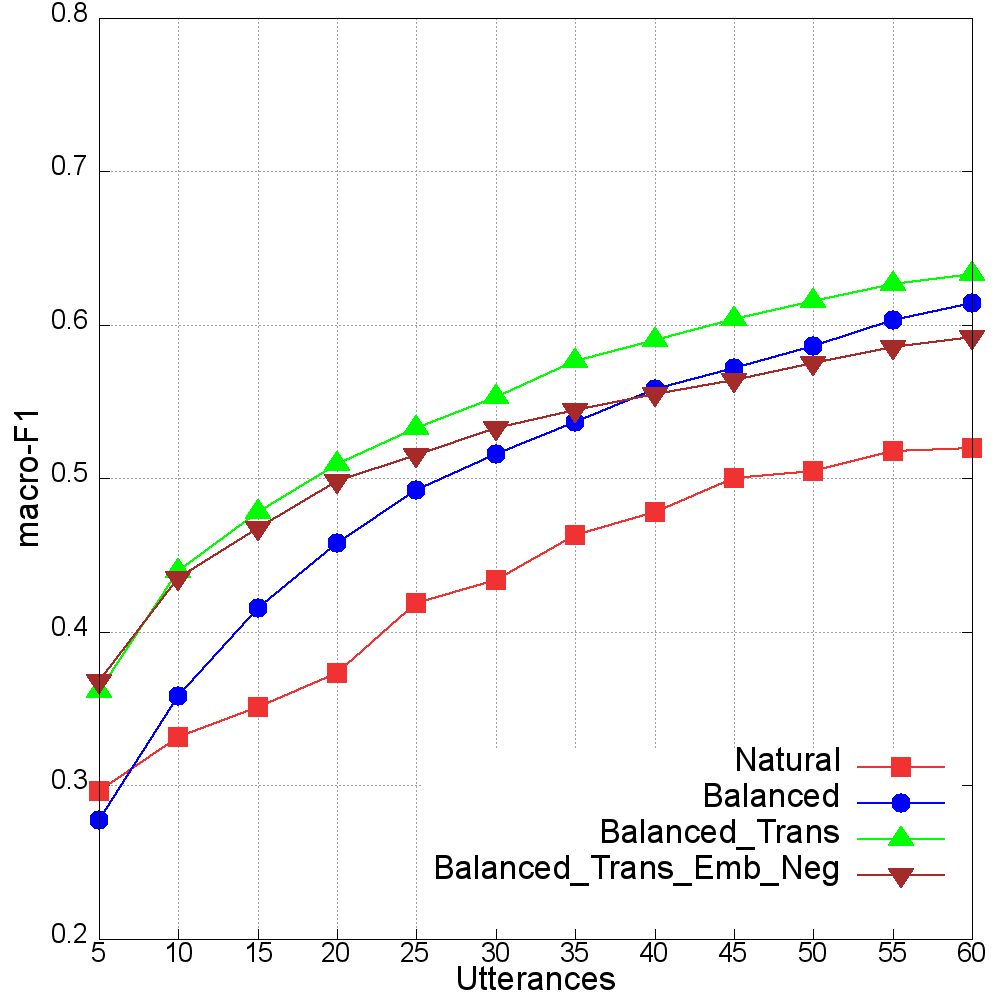 0.8
0.7
0.6
0.5
0.4
0.3
0.2
macro-F1
Natural
Balanced
Balanced_Trans
Balanced_Trans_Emb_Neg
5 10 15 20 25 30 35 40 45 50 55 60
Utterances